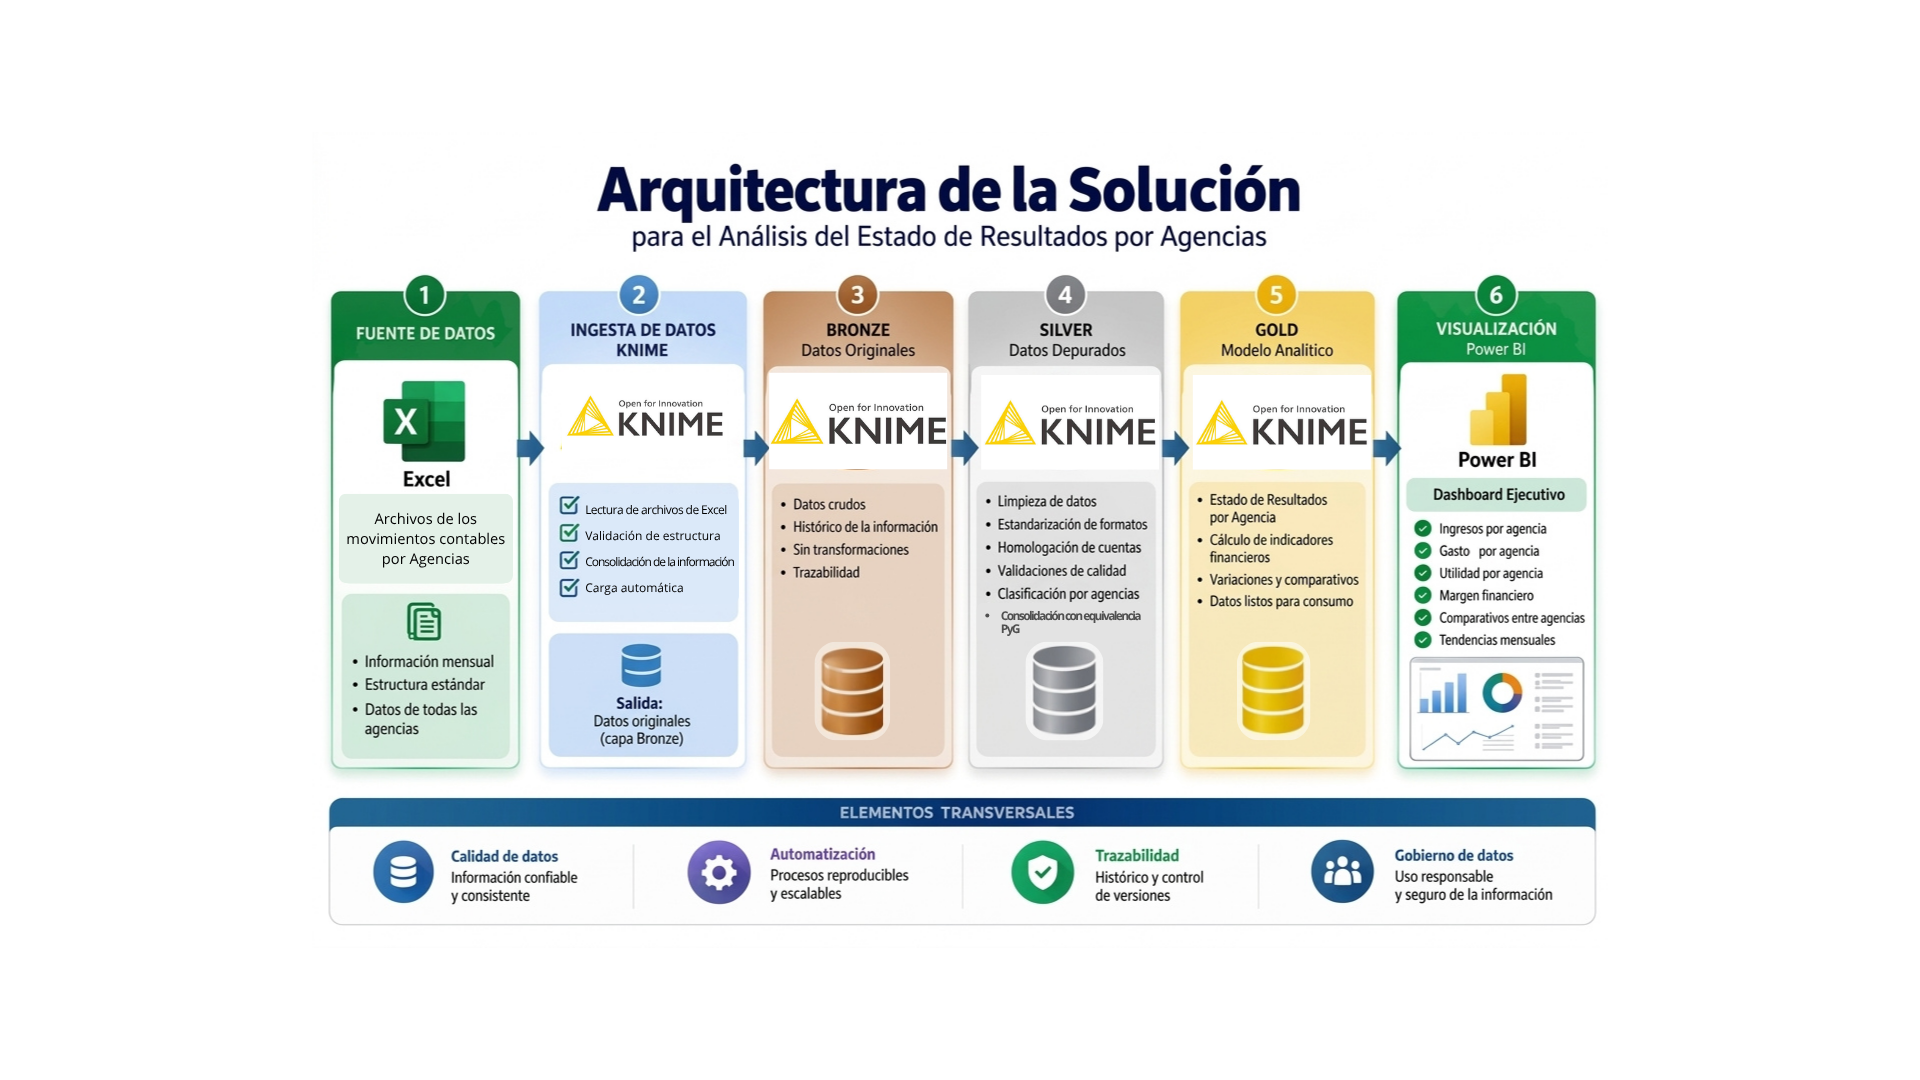 Arquitectura de la Solución
para el Análisis del Estado de Resultados por Agencias
1
FUENTE DE DATOS
X
Excel
Archivos de los
movimientos contables
por Agencias
• Información mensual
• Estructura estándar
• Datos de todas las
agencias
2
INGESTA DE DATOS
KNIME
Open for Innovation
KNIME
Lectura de archivos de Excel
Validación de estructura
Consolidación de la información
Carga automática
Salida:
Datos originales
(capa Bronze)
3
BRONZE
Datos Originales
Open for Innovation
KNIME
• Datos crudos
• Histórico de la información
• Sin transformaciones
• Trazabilidad
4
SILVER
Datos Depurados
Open for Innovation
KNIME
• Limpieza de datos
• Estandarización de formatos
• Homologación de cuentas
• Validaciones de calidad
• Clasificación por agencias
• Consolidación con equivalencia
PyG
5
GOLD
Modelo Analítico
Open for Innovation
KNIME
• Estado de Resultados
por Agencia
• Cálculo de indicadores
financieros
• Variaciones y comparativos
• Datos listos para consumo
6
VISUALIZACIÓN
Power BI
Power BI
Dashboard Ejecutivo
Ingresos por agencia
Gasto por agencia
Utilidad por agencia
Margen financiero
Comparativos entre agencias
Tendencias mensuales
ELEMENTOS TRANSVERSALES
Calidad de datos
Información confiable
y consistente
Automatización
Procesos reproducibles
y escalables
Trazabilidad
Histórico y control
de versiones
Gobierno de datos
Uso responsable
y seguro de la información